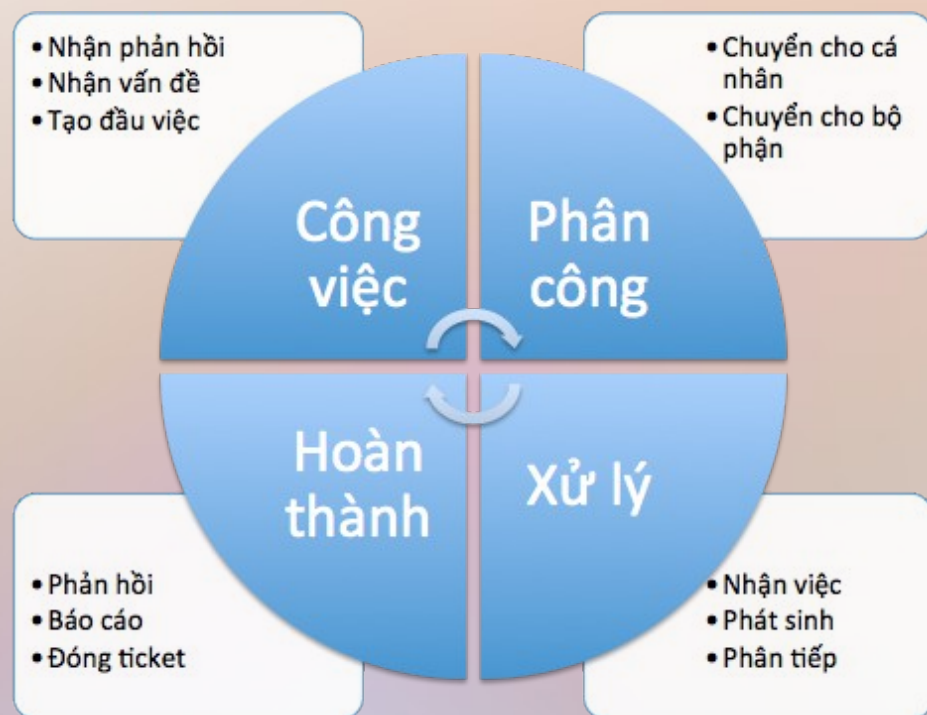 • Nhận phản hồi
• Nhận vấn đề
• Tạo đầu việc
Công
việc
• Chuyển cho cá
nhân
• Chuyển cho bộ
phận
Phân
công
Hoàn
thành
• Phản hồi
• Báo cáo
• Đóng ticket
Xử lý
• Nhận việc
• Phát sinh
• Phân tiếp